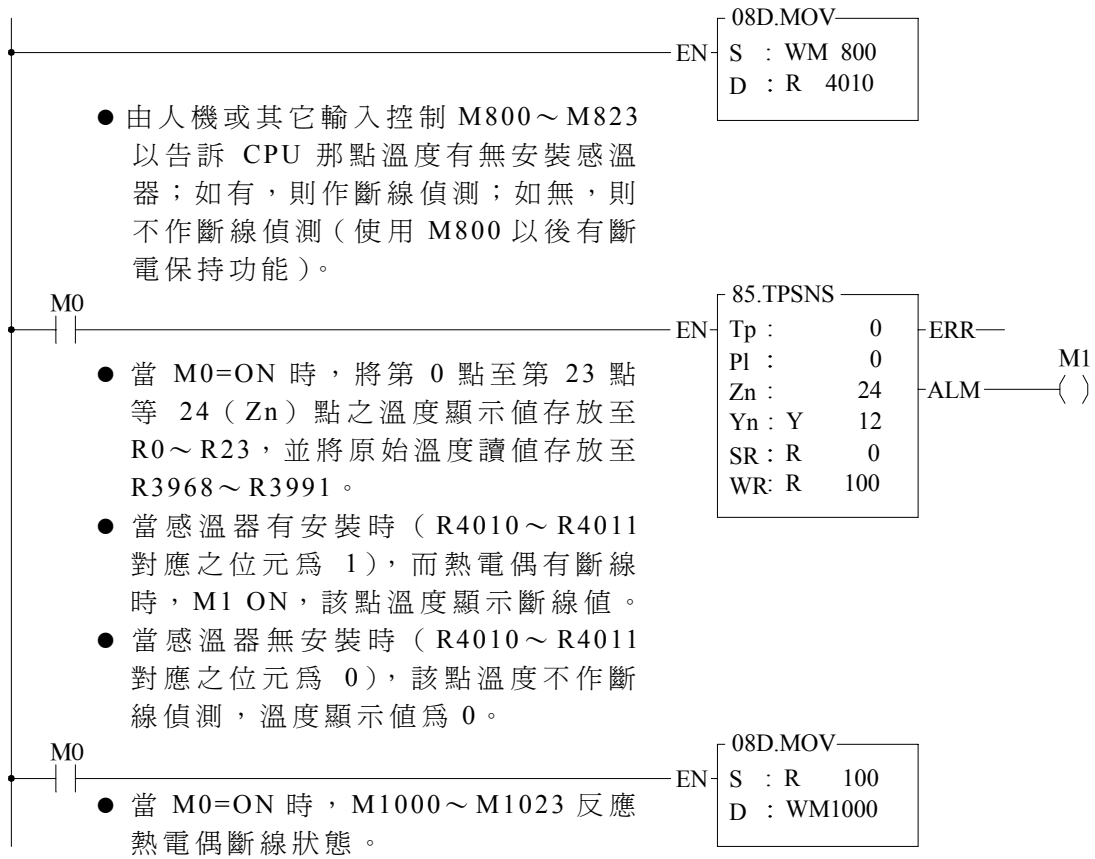 08D.MOV
EN S : WM 800
D : R 4010
● 由人機或其它輸入控制 M800～M823
以告訴 CPU 那點溫度有無安裝感溫
器；如有，則作斷線偵測；如無，則
不作斷線偵測（使用 M800 以後有斷
電保持功能）。
M0
85.TPSNS
EN Tp : 0 ERR
Pl : 0 M1
Zn : 24 ALM ( )
Yn : Y 12
SR : R 0
WR: R 100
● 當 M0=ON 時，將第 0 點至第 23 點
等 24（Zn）點之溫度顯示値存放至
R0～R23，並將原始溫度讀値存放至
R3968～R3991。
● 當感溫器有安裝時（R4010～R4011
對應之位元爲 1），而熱電偶有斷線
時，M1 ON，該點溫度顯示斷線値。
● 當感溫器無安裝時（R4010～R4011
對應之位元爲 0），該點溫度不作斷
線偵測，溫度顯示値爲 0。
M0
08D.MOV
EN S : R 100
D : WM1000
● 當 M0=ON 時，M1000～M1023 反應
熱電偶斷線狀態。